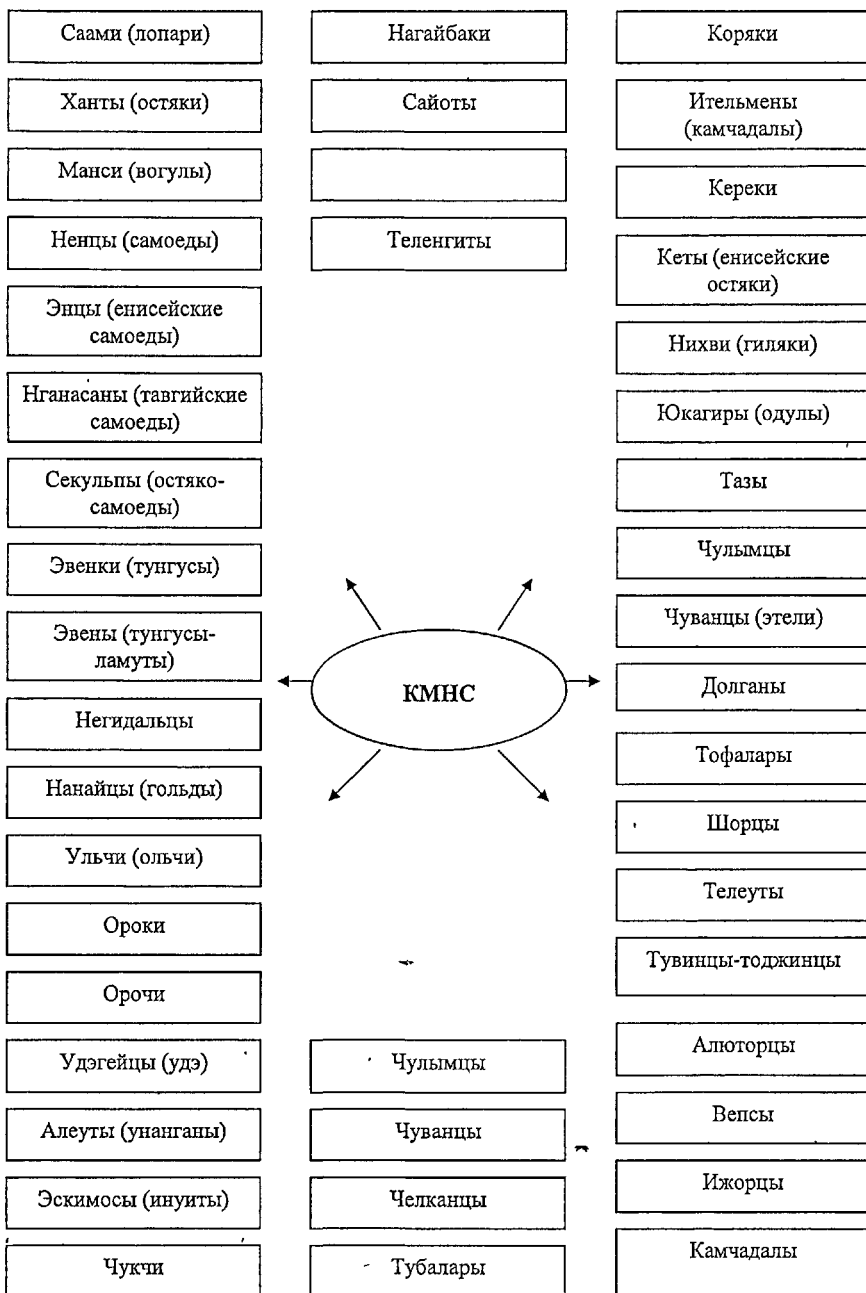 Саами (лопари)
Ханты (остяки)
Манси (вогулы)
Ненцы (самоеды)
Энцы (енисейские
самоеды)
Нганасаны (тавгийские
самоеды)
Секульпы (остяко-
самоеды)
Эвенки (тунгусы)
Эвены (тунгусы-
ламуты)
Негидальцы
Нанайцы (гольды)
Ульчи (ольчи)
Ороки
Орочи
Удэгейцы (удэ)
Алеуты (унанганы)
Эскимосы (инуиты)
Чукчи
Нагайбаки
Сайоты
Теленгиты
КМНС
Чулымцы
Чуванцы
Челканцы
Тубалары
Коряки
Ительмены
(камчадалы)
Кереки
Кеты (енисейские
остяки)
Нихви (гиляки)
Юкагиры (одулы)
Тазы
Чулымцы
Чуванцы (этели)
Долганы
Тофалары
Шорцы
Телеуты
Тувинцы-тоджинцы
Алюторцы
Вепсы
Ижорцы
Камчадалы